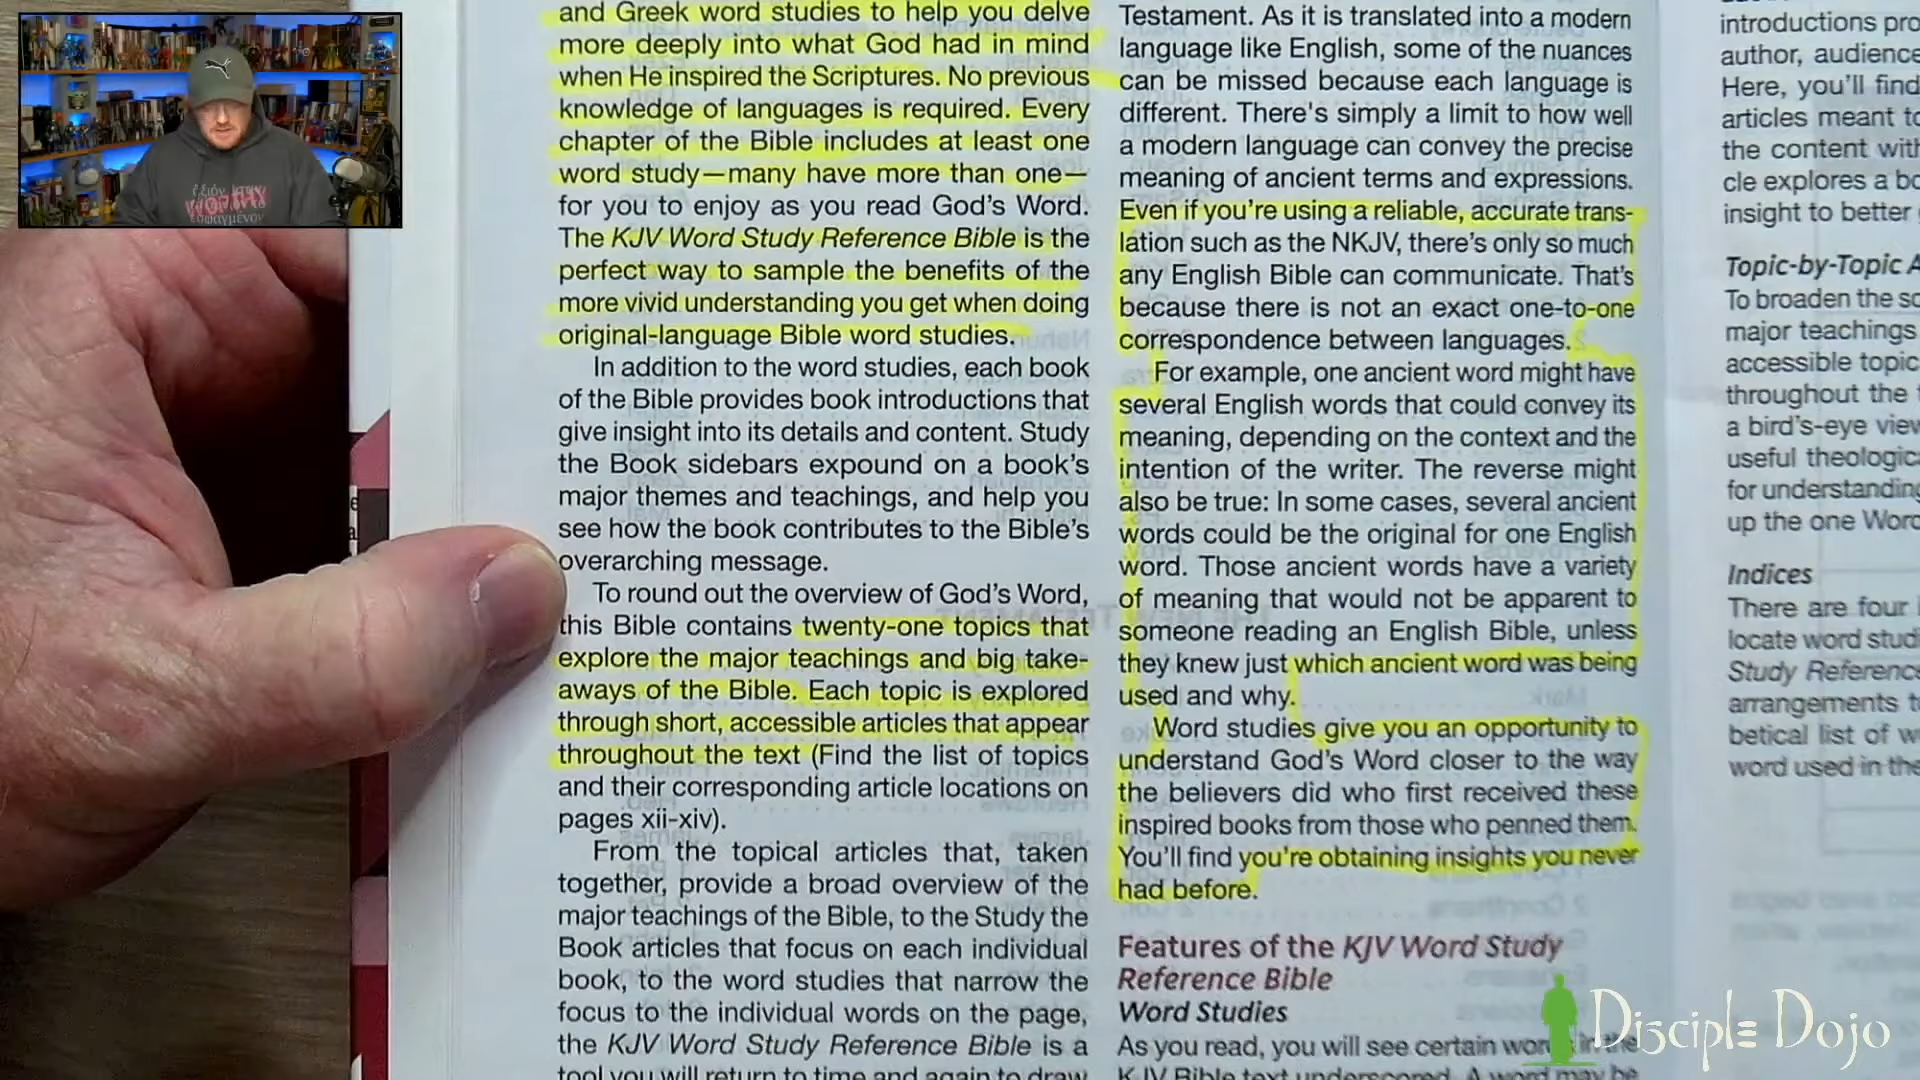 and Greek word studies to help you delve
more deeply into what God had in mind
when He inspired the Scriptures. No previous
knowledge of languages is required. Every
chapter of the Bible includes at least one
word study—many have more than one—
for you to enjoy as you read God's Word.
The KJV Word Study Reference Bible is the
perfect way to sample the benefits of the
more vivid understanding you get when doing
original-language Bible word studies.
In addition to the word studies, each book
of the Bible provides book introductions that
give insight into its details and content. Study
the Book sidebars expound on a book's
major themes and teachings, and help you
see how the book contributes to the Bible's
overarching message.
To round out the overview of God's Word,
this Bible contains twenty-one topics that
explore the major teachings and big take-
aways of the Bible. Each topic is explored
through short, accessible articles that appear
throughout the text (Find the list of topics
and their corresponding article locations on
pages xii-xiv).
From the topical articles that, taken
together, provide a broad overview of the
major teachings of the Bible, to the Study the
Book articles that focus on each individual
book, to the word studies that narrow the
focus to the individual words on the page,
the KJV Word Study Reference Bible is a
tool you will return to time and again to draw
Testament. As it is translated into a modern
language like English, some of the nuances
can be missed because each language is
different. There's simply a limit to how well
a modern language can convey the precise
meaning of ancient terms and expressions.
Even if you're using a reliable, accurate trans-
lation such as the NKJV, there's only so much
any English Bible can communicate. That's
because there is not an exact one-to-one
correspondence between languages.
For example, one ancient word might have
several English words that could convey its
meaning, depending on the context and the
intention of the writer. The reverse might
also be true: In some cases, several ancient
words could be the original for one English
word. Those ancient words have a variety
of meaning that would not be apparent to
someone reading an English Bible, unless
they knew just which ancient word was being
used and why.
Word studies give you an opportunity to
understand God's Word closer to the way
the believers did who first received these
inspired books from those who penned them.
You'll find you're obtaining insights you never
had before.
Features of the KJV Word Study
Reference Bible
Word Studies
As you read, you will see certain words in the
KJV Bible text underscored. A word may be
introductions
author, audience
Here, you'll find
articles meant to
the content with
cle explores a
insight to better
Topic-by-Topic
To broaden the
major teachings
accessible
throughout the
a bird's-eye view
useful
for understanding
up the one
Indices
There are four
locate word
Study
arrangements
betical list of
word used in the
Disciple Dojo